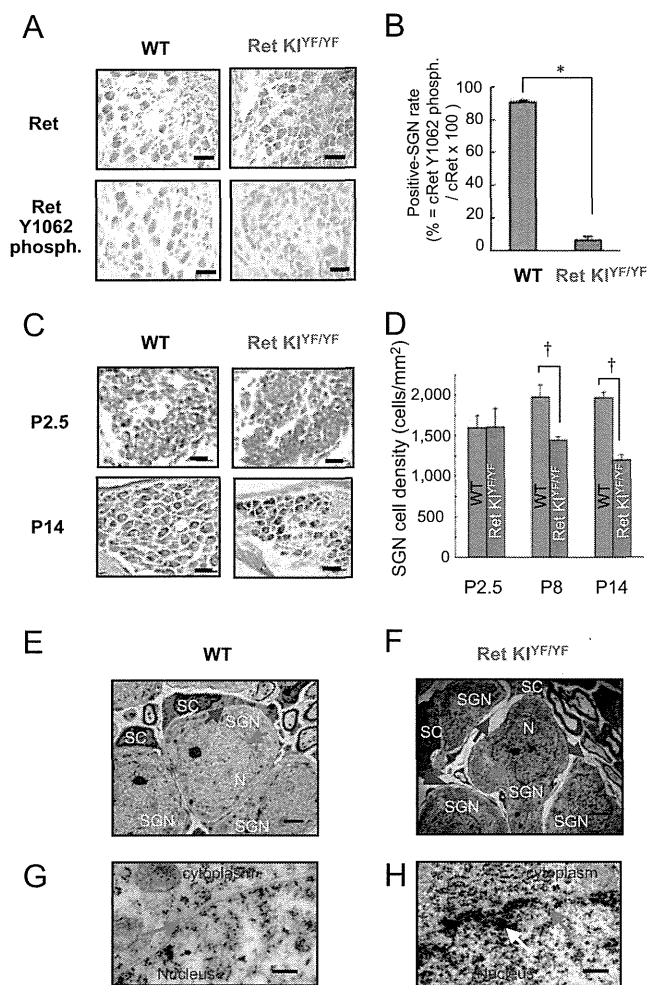 A
WT
Ret KI^YF/YF
Ret
Ret
Y1062
phosph.
B
Positive-SGN rate
(% = cRet Y1062 phosph.
/ cRet x 100)
100
80
60
40
20
0
*
WT
Ret KI^YF/YF
C
WT
Ret KI^YF/YF
P2.5
P14
D
SGN cell density (cells/mm²)
2,000
1,500
1,000
500
0
†
†
WT
Ret KI^YF/YF
WT
Ret KI^YF/YF
WT
Ret KI^YF/YF
P2.5
P8
P14
E
WT
SC
SC
SGN
N
SGN
SGN
F
Ret KI^YF/YF
SGN
SC
SC
N
SGN
SGN
SGN
G
cytoplasm
Nucleus
H
cytoplasm
Nucleus